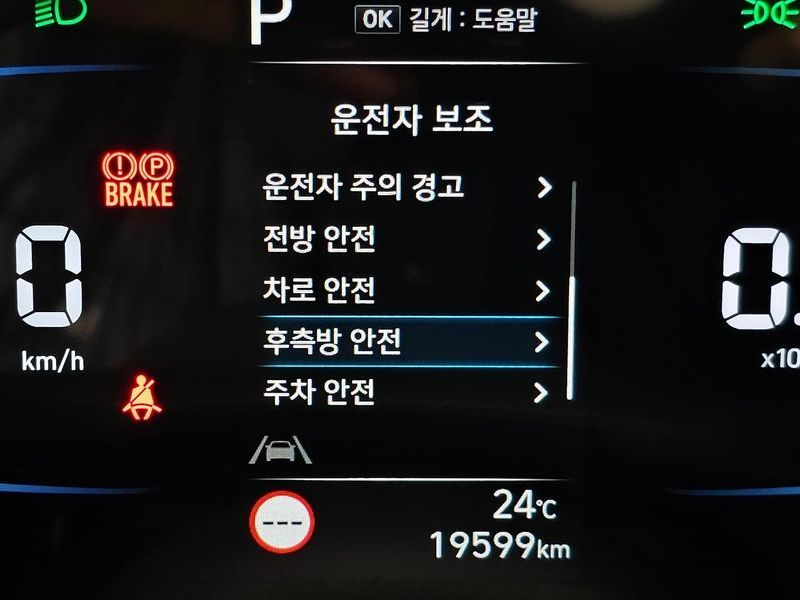 P
OK 길게 : 도움말
운전자 보조
운전자 주의 경고
전방 안전
차로 안전
후측방 안전
주차 안전
(!) (P)
BRAKE
0
km/h
0.
x10
---
24℃
19599km